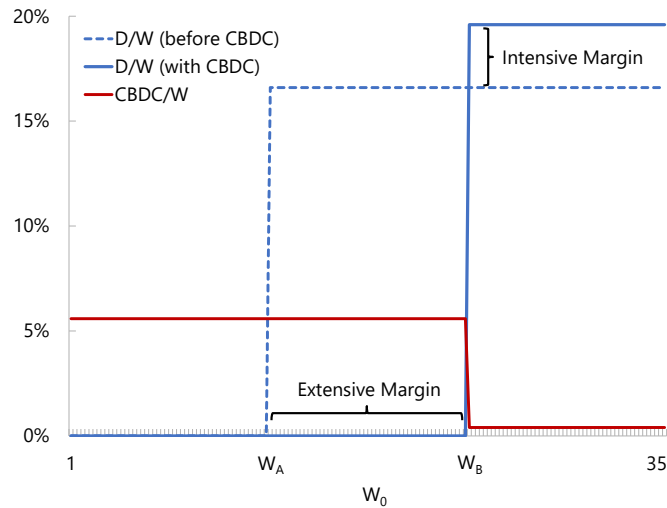 20%
D/W (before CBDC)
D/W (with CBDC)
CBDC/W
Intensive Margin
15%
10%
5%
Extensive Margin
0%
1
W_A
W_B
35
W_0